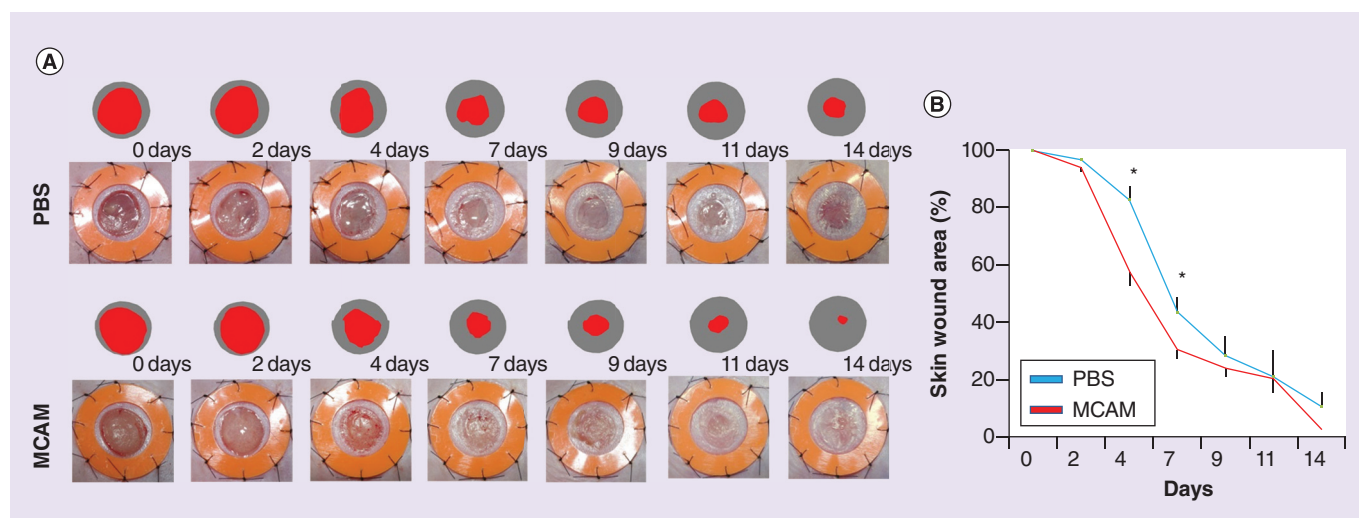 A
0 days 2 days 4 days 7 days 9 days 11 days 14 days
PBS
0 days 2 days 4 days 7 days 9 days 11 days 14 days
MCAM
B
Skin wound area (%)
100
80
60
40
20
0
*
*
PBS
MCAM
0 2 4 7 9 11 14
Days